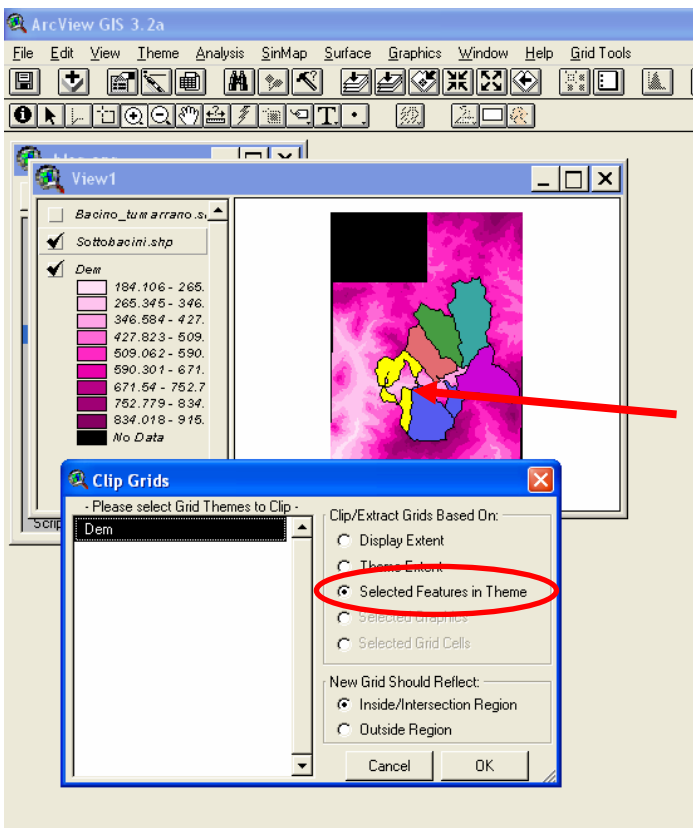 ArcView GIS 3.2a
File Edit View Theme Analysis SinMap Surface Graphics Window Help Grid Tools
View1
Bacino_tumarrano.s
Sottobacini.shp
Dem
184.106 - 265.
265.345 - 346.
346.584 - 427.
427.823 - 509.
509.062 - 590.
590.301 - 671.
671.54 - 752.7
752.779 - 834.
834.018 - 915.
No Data
Scrip
Clip Grids
- Please select Grid Themes to Clip -
Dem
Clip/Extract Grids Based On:
Display Extent
Theme Extent
Selected Features in Theme
Selected Graphics
Selected Grid Cells
New Grid Should Reflect:
Inside/Intersection Region
Outside Region
Cancel OK